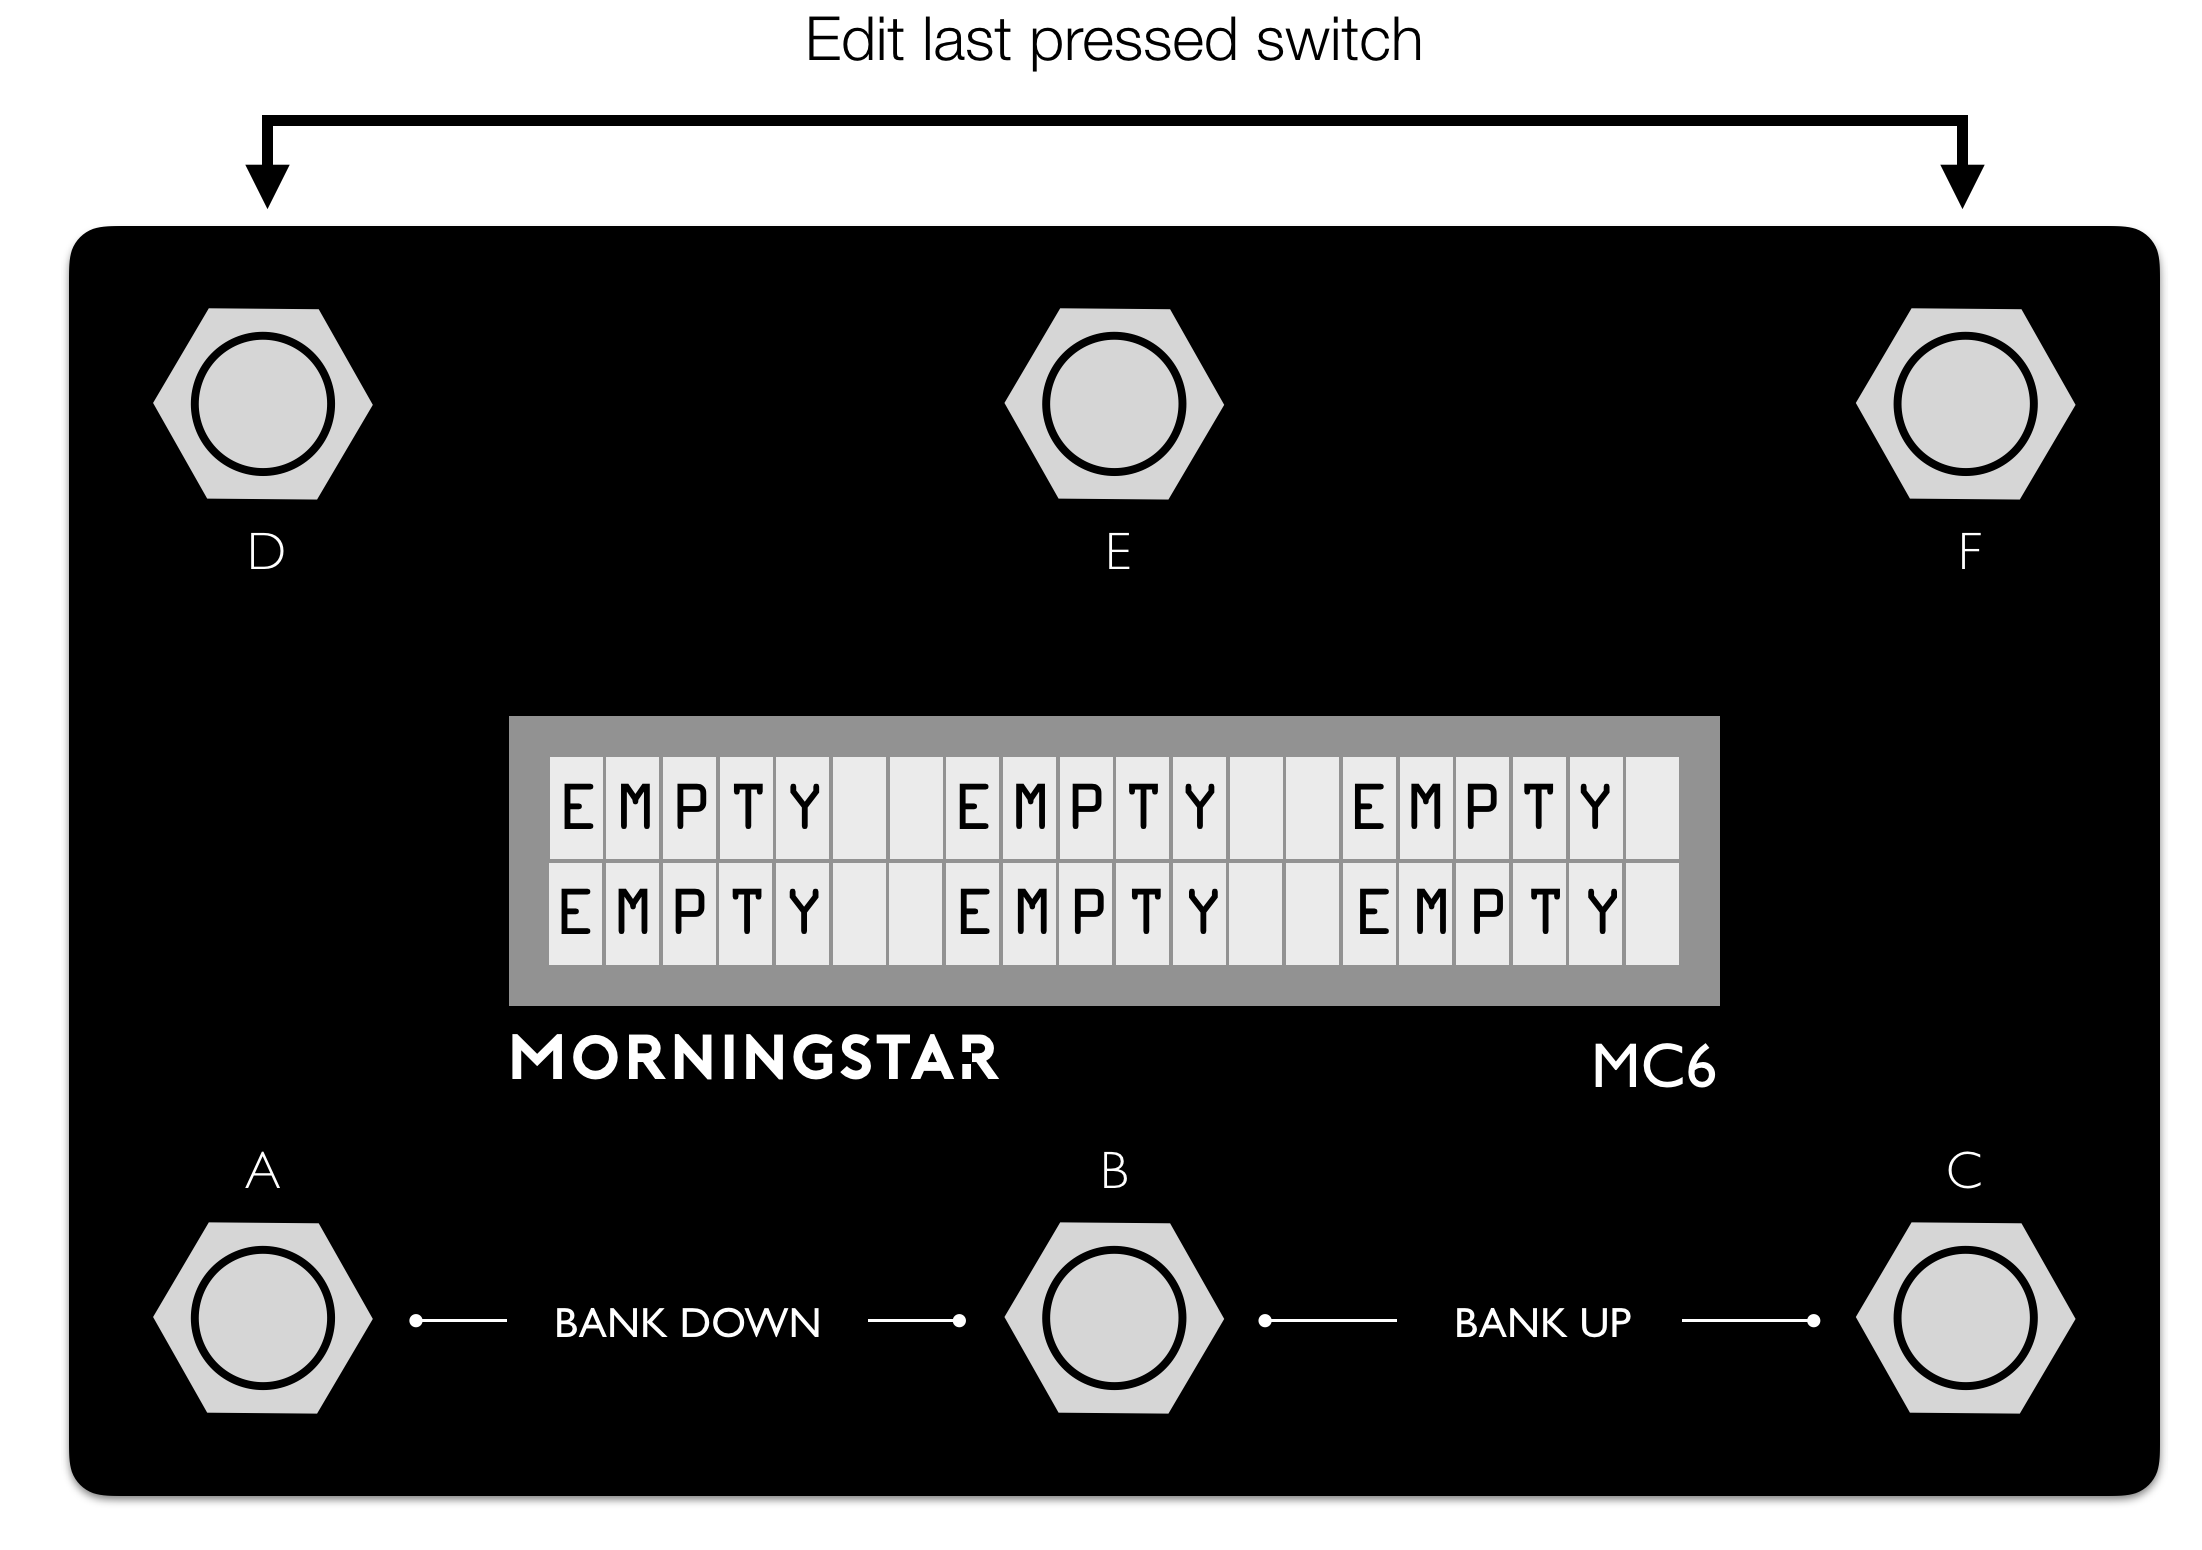 Edit last pressed switch
D E F
EMPTY EMPTY EMPTY
EMPTY EMPTY EMPTY
MORNINGSTAR MC6
A B C
BANK DOWN BANK UP